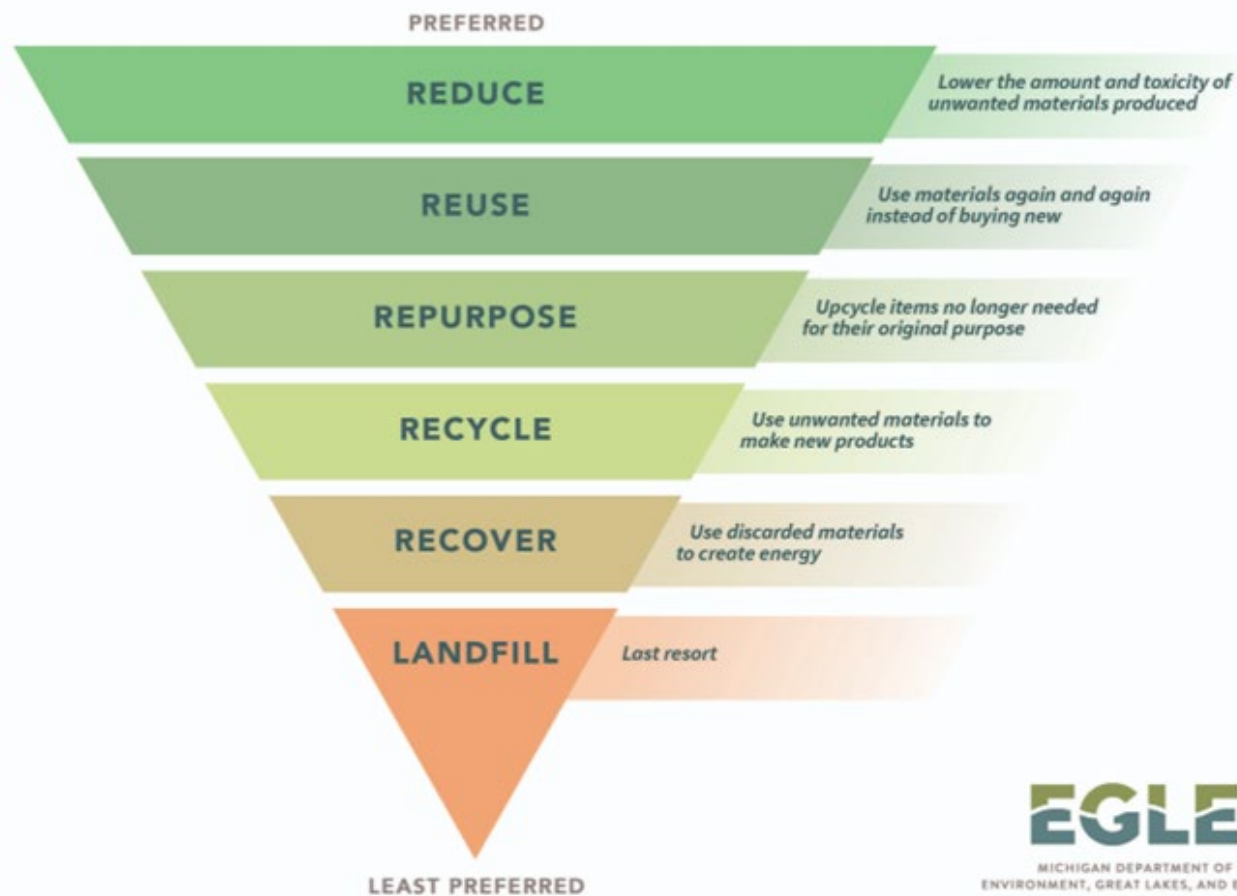 PREFERRED
REDUCE
Lower the amount and toxicity of
unwanted materials produced
REUSE
Use materials again and again
instead of buying new
REPURPOSE
Upcycle items no longer needed
for their original purpose
RECYCLE
Use unwanted materials to
make new products
RECOVER
Use discarded materials
to create energy
LANDFILL
Last resort
LEAST PREFERRED
EGLE
MICHIGAN DEPARTMENT OF
ENVIRONMENT, GREAT LAKES, AND